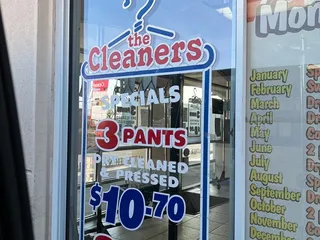 the
Cleaners
SPECIALS
3 PANTS
DRY CLEANED
& PRESSED
$10.70
Mon
January
February
March
April
May
June
July
August
September
October
November
December